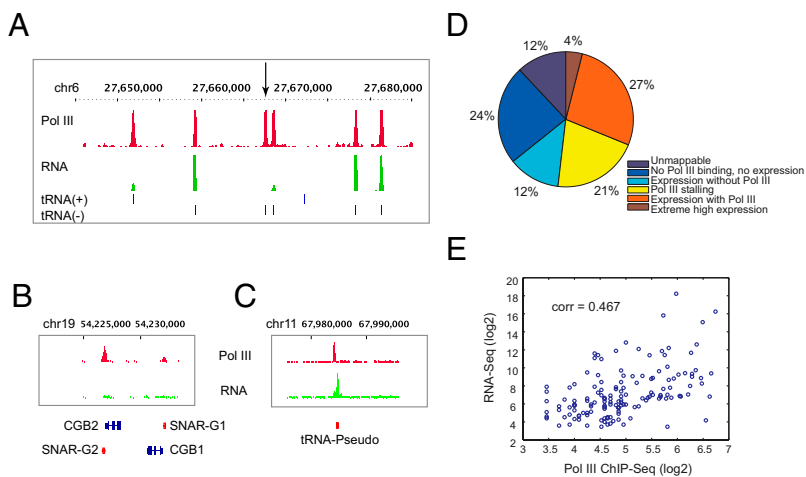 A
chr6 27,650,000 27,660,000 27,670,000 27,680,000
Pol III
RNA
tRNA(+)
tRNA(-)
B
chr19 54,225,000 54,230,000
CGB2 SNAR-G1
SNAR-G2 CGB1
C
chr11 67,980,000 67,990,000
Pol III
RNA
tRNA-Pseudo
D
4%
12%
27%
24%
12%
21%
Unmappable
No Pol III binding, no expression
Expression without Pol III
Pol III stalling
Expression with Pol III
Extreme high expression
E
corr = 0.467
RNA-Seq (log2)
20
18
16
14
12
10
8
6
4
2
3 3.5 4 4.5 5 5.5 6 6.5 7
Pol III ChIP-Seq (log2)